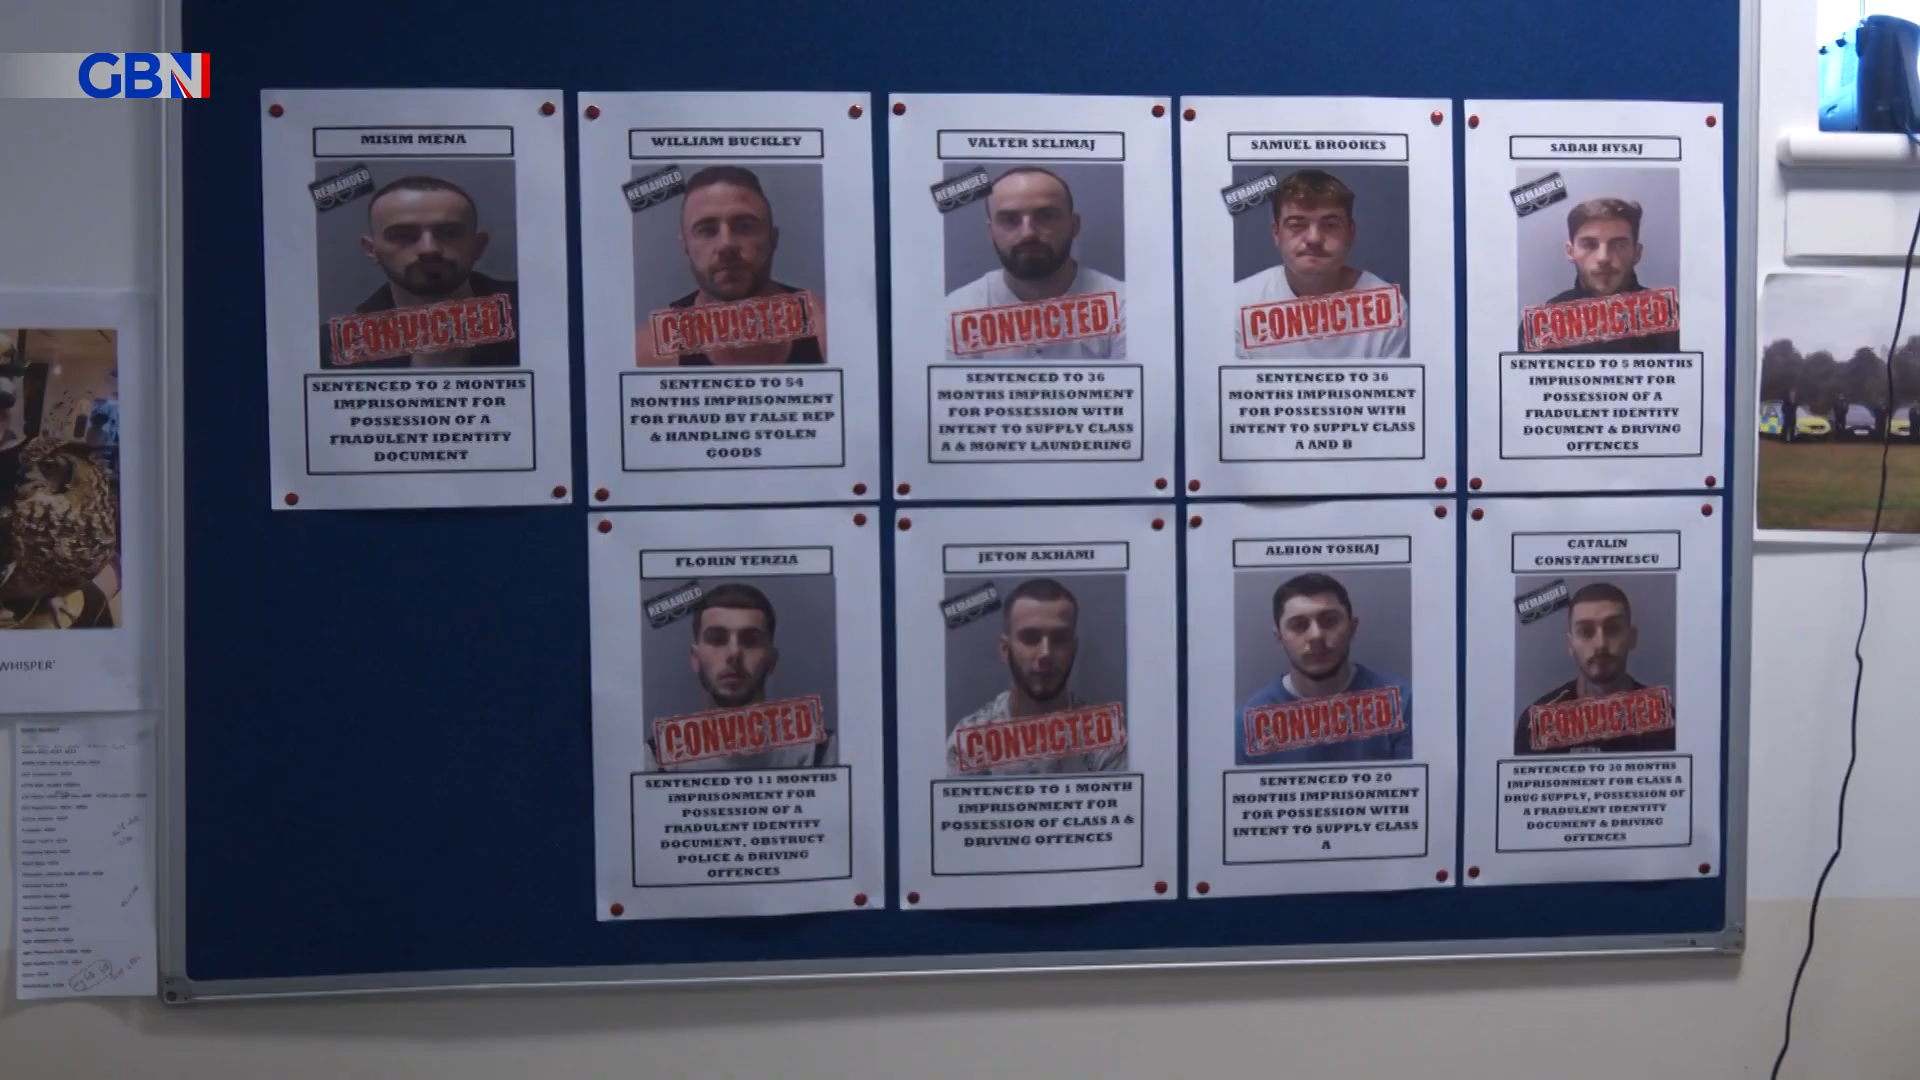 GBN
MISIM MENA
REMANDED
CONVICTED
SENTENCED TO 2 MONTHS
IMPRISONMENT FOR
POSSESSION OF A
FRADULENT IDENTITY
DOCUMENT
WILLIAM BUCKLEY
REMANDED
CONVICTED
SENTENCED TO 54
MONTHS IMPRISONMENT
FOR FRAUD BY FALSE REP
& HANDLING STOLEN
GOODS
VALTER SELIMAJ
REMANDED
CONVICTED
SENTENCED TO 36
MONTHS IMPRISONMENT
FOR POSSESSION WITH
INTENT TO SUPPLY CLASS
A & MONEY LAUNDERING
SAMUEL BROOKES
REMANDED
CONVICTED
SENTENCED TO 36
MONTHS IMPRISONMENT
FOR POSSESSION WITH
INTENT TO SUPPLY CLASS
A AND B
SABAH HYSAJ
REMANDED
CONVICTED
SENTENCED TO 5 MONTHS
IMPRISONMENT FOR
POSSESSION OF A
FRADULENT IDENTITY
DOCUMENT & DRIVING
OFFENCES
FLORIN TERZIA
REMANDED
CONVICTED
SENTENCED TO 11 MONTHS
IMPRISONMENT FOR
POSSESSION OF A
FRADULENT IDENTITY
DOCUMENT, OBSTRUCT
POLICE & DRIVING
OFFENCES
JETON AXHAMI
REMANDED
CONVICTED
SENTENCED TO 1 MONTH
IMPRISONMENT FOR
POSSESSION OF CLASS A &
DRIVING OFFENCES
ALBION TOSKAJ
CONVICTED
SENTENCED TO 20
MONTHS IMPRISONMENT
FOR POSSESSION WITH
INTENT TO SUPPLY CLASS
A
CATALIN
CONSTANTINESCU
REMANDED
CONVICTED
SENTENCED TO 30 MONTHS
IMPRISONMENT FOR CLASS A
DRUG SUPPLY, POSSESSION OF
A FRADULENT IDENTITY
DOCUMENT & DRIVING
OFFENCES
WHISPER'